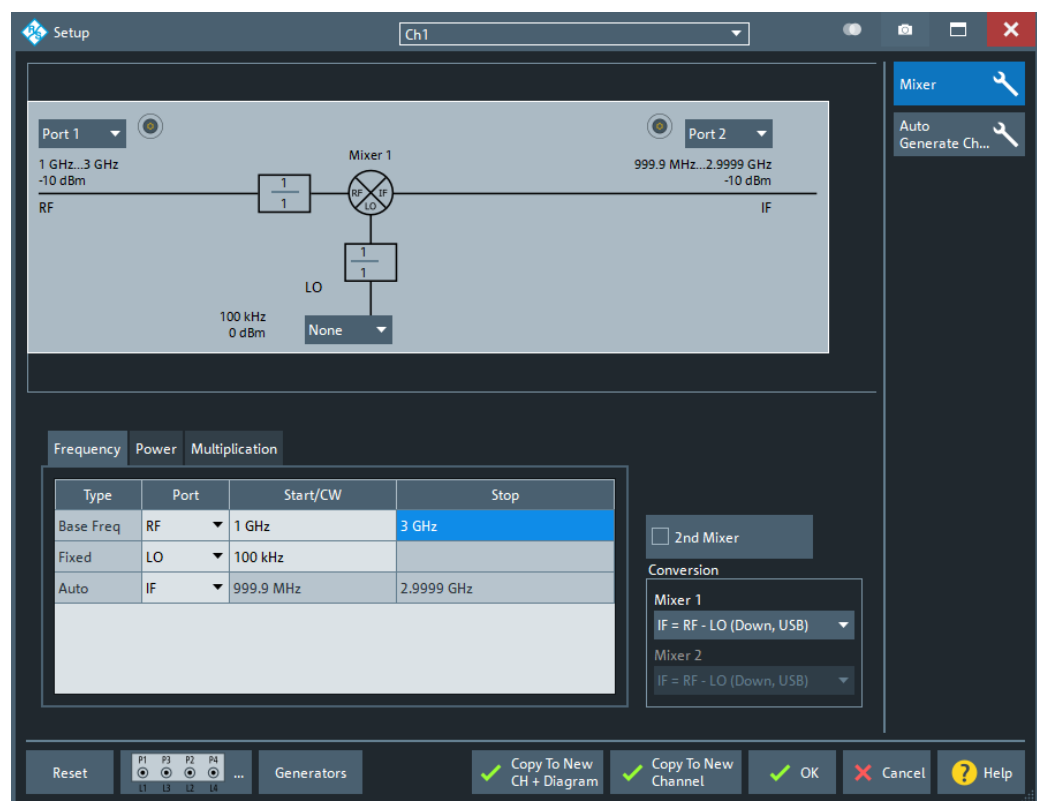 R&S
Setup
Ch1
Mixer
Auto
Generate Ch...
Port 1
Port 2
1 GHz...3 GHz
-10 dBm
RF
1
1
Mixer 1
RF IF
LO
999.9 MHz...2.9999 GHz
-10 dBm
IF
1
1
LO
100 kHz
0 dBm
None
Frequency Power Multiplication
Type Port Start/CW Stop
Base Freq RF 1 GHz 3 GHz
Fixed LO 100 kHz
Auto IF 999.9 MHz 2.9999 GHz
2nd Mixer
Conversion
Mixer 1
IF = RF - LO (Down, USB)
Mixer 2
IF = RF - LO (Down, USB)
Reset
P1 P3 P2 P4
L1 L3 L2 L4
...
Generators
Copy To New
CH + Diagram
Copy To New
Channel
OK
Cancel
? Help